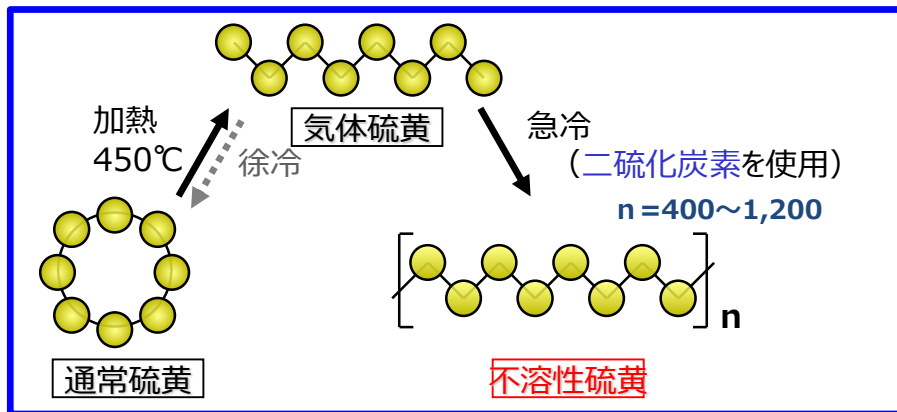 気体硫黄
加熱
450℃
徐冷
急冷
（二硫化炭素を使用）
n＝400～1,200
n
通常硫黄
不溶性硫黄